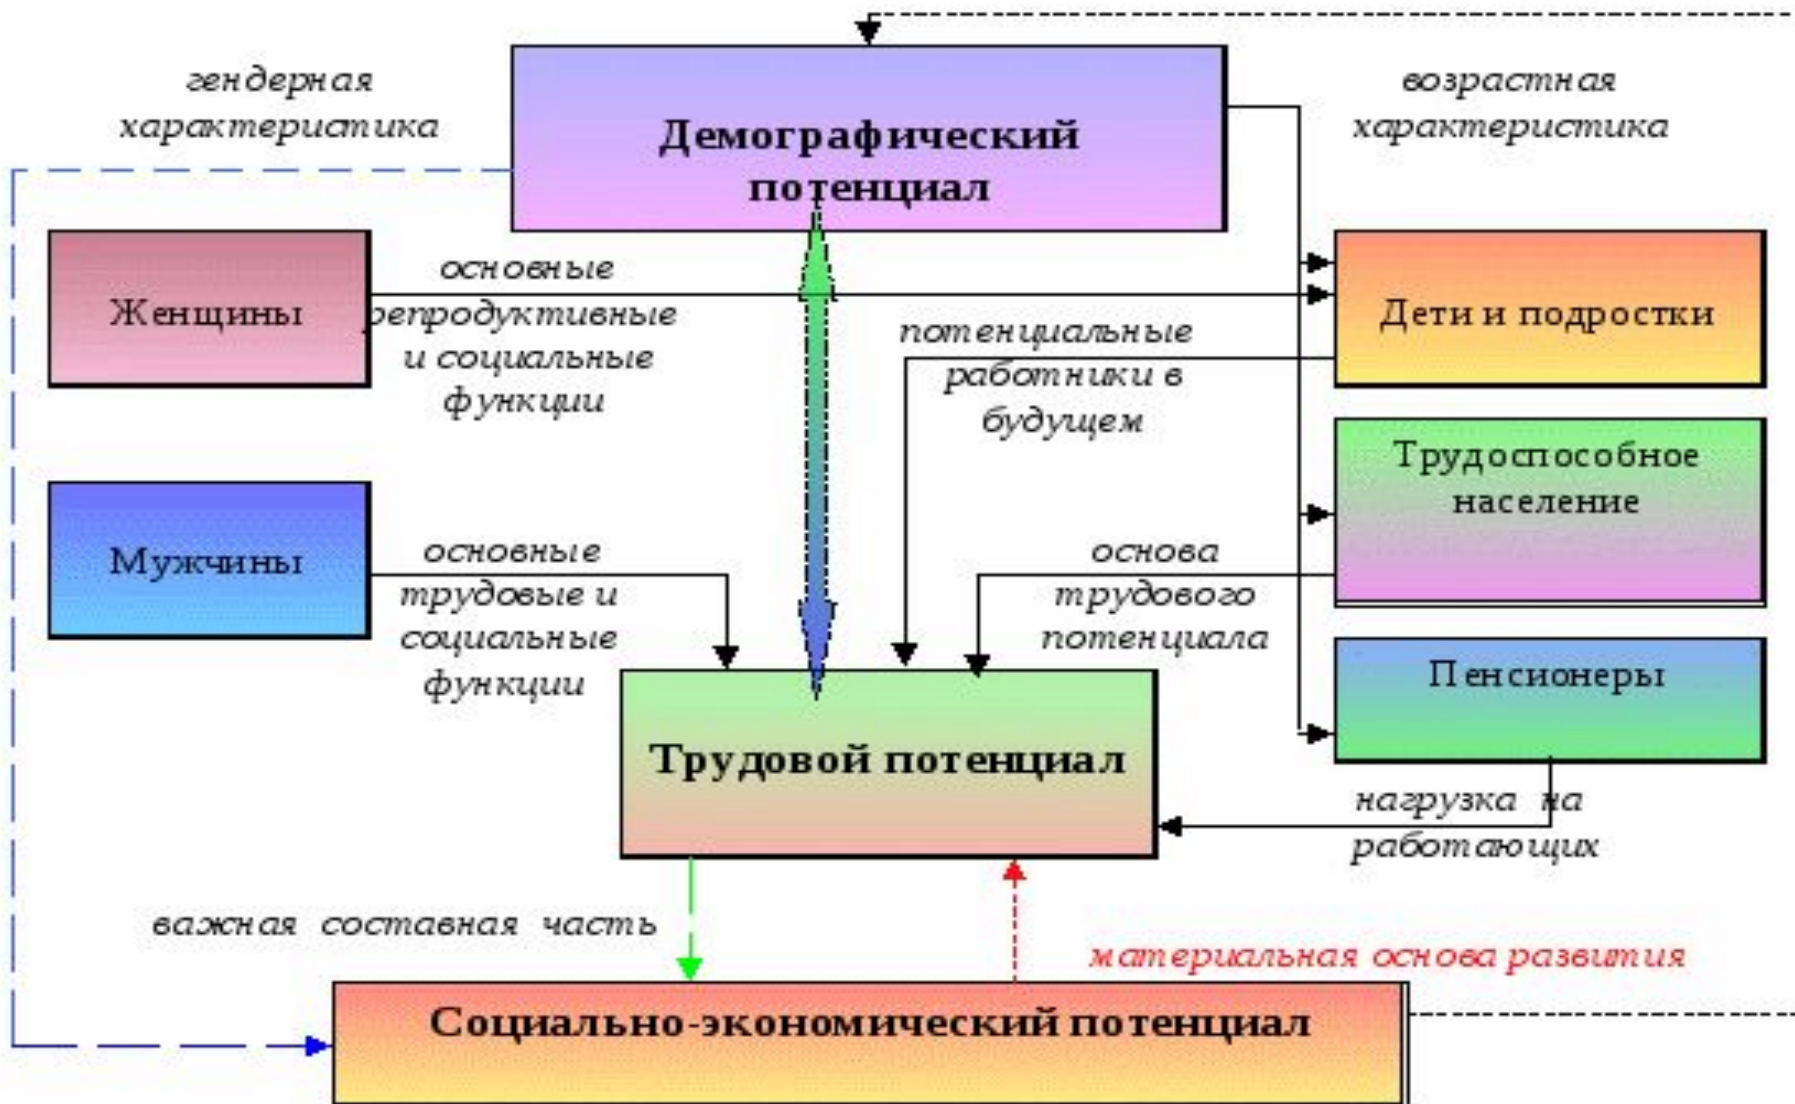 гендерная
характеристика
Демографический
потенциал
возрастная
характеристика
Женщины
основные
репродуктивные
и социальные
функции
потенциальные
работники в
будущем
Дети и подростки
Трудоспособное
население
Мужчины
основные
трудовые и
социальные
функции
основа
трудового
потенциала
Пенсионеры
Трудовой потенциал
нагрузка на
работающих
важная составная часть
материальная основа развития
Социально-экономический потенциал